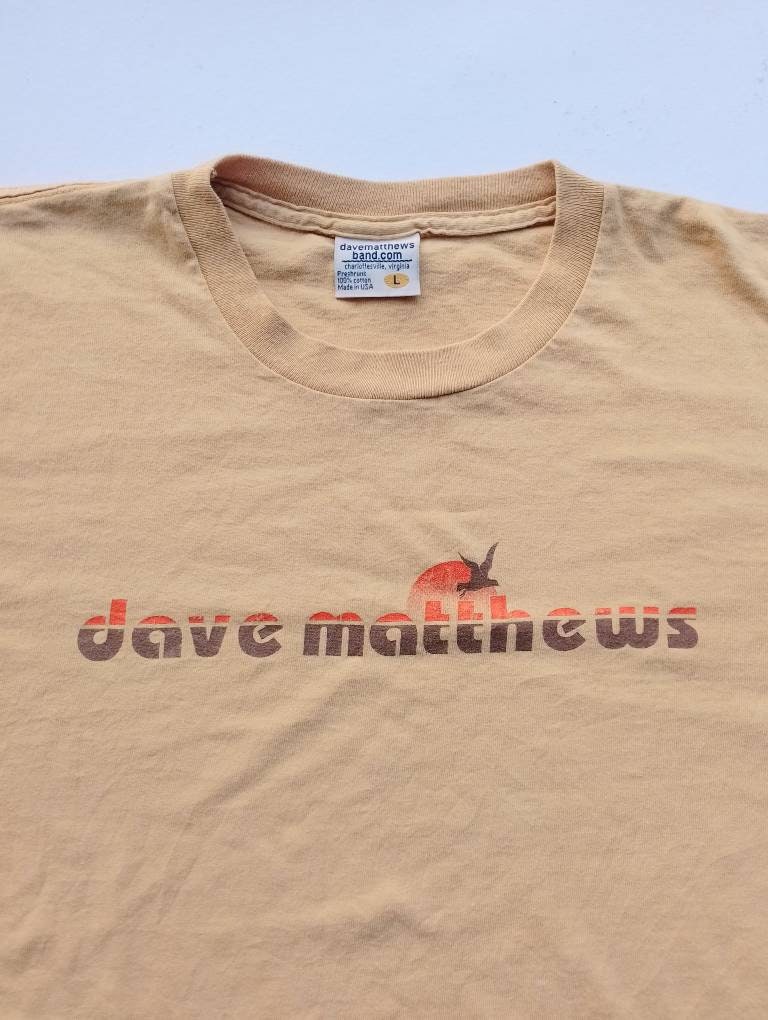 davematthews
band.com
charlottesville, virginia
Preshrunk
100% cotton
Made in USA
L
dave matthews